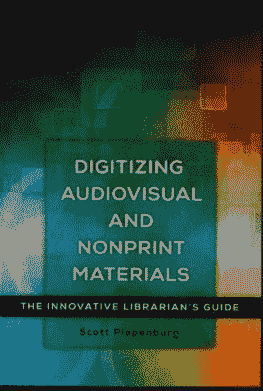 DIGITIZING
AUDIOVISUAL
AND
NONPRINT
MATERIALS
THE INNOVATIVE LIBRARIAN'S GUIDE
Scott Piepenburg